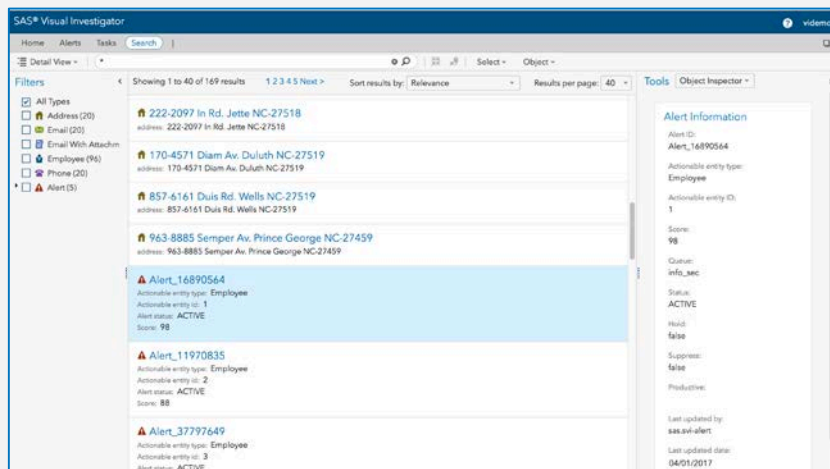 SAS® Visual Investigator
videmo
Home Alerts Tasks Search
Detail View
*
Select Object
Filters
Showing 1 to 40 of 169 results
1 2 3 4 5 Next >
Sort results by: Relevance
Results per page: 40
Tools Object Inspector
All Types
Address (20)
Email (20)
Email With Attachm
Employee (96)
Phone (20)
Alert (5)
222-2097 In Rd. Jette NC-27518
address: 222-2097 In Rd. Jette NC-27518
170-4571 Diam Av. Duluth NC-27519
address: 170-4571 Diam Av. Duluth NC-27519
857-6161 Duis Rd. Wells NC-27519
address: 857-6161 Duis Rd. Wells NC-27519
963-8885 Semper Av. Prince George NC-27459
address: 963-8885 Semper Av. Prince George NC-27459
Alert_16890564
Actionable entity type: Employee
Actionable entity id: 1
Alert status: ACTIVE
Score: 98
Alert_11970835
Actionable entity type: Employee
Actionable entity id: 2
Alert status: ACTIVE
Score: 88
Alert_37797649
Actionable entity type: Employee
Actionable entity id: 3
Alert status: ACTIVE
Alert Information
Alert ID:
Alert_16890564
Actionable entity type:
Employee
Actionable entity ID:
1
Score:
98
Queue:
info_sec
Status:
ACTIVE
Hold:
false
Suppress:
false
Productive:
Last updated by:
sas.svi-alert
Last updated date:
04/01/2017